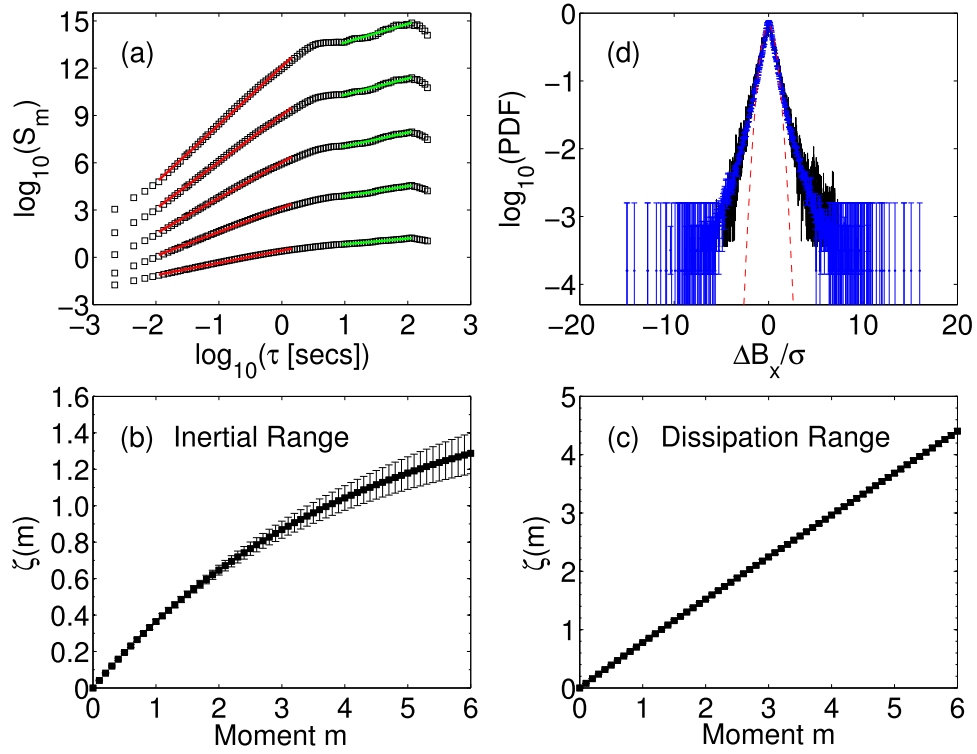 15
12
9
6
3
0
−3
log10(Sm)
(a)
−3 −2 −1 0 1 2 3
log10(τ [secs])
0
−1
−2
−3
−4
log10(PDF)
(d)
−20 −10 0 10 20
ΔBx/σ
1.6
1.4
1.2
1.0
0.8
0.6
0.4
0.2
0.0
ζ(m)
(b) Inertial Range
0 1 2 3 4 5 6
Moment m
5
4
3
2
1
0
ζ(m)
(c) Dissipation Range
0 1 2 3 4 5 6
Moment m